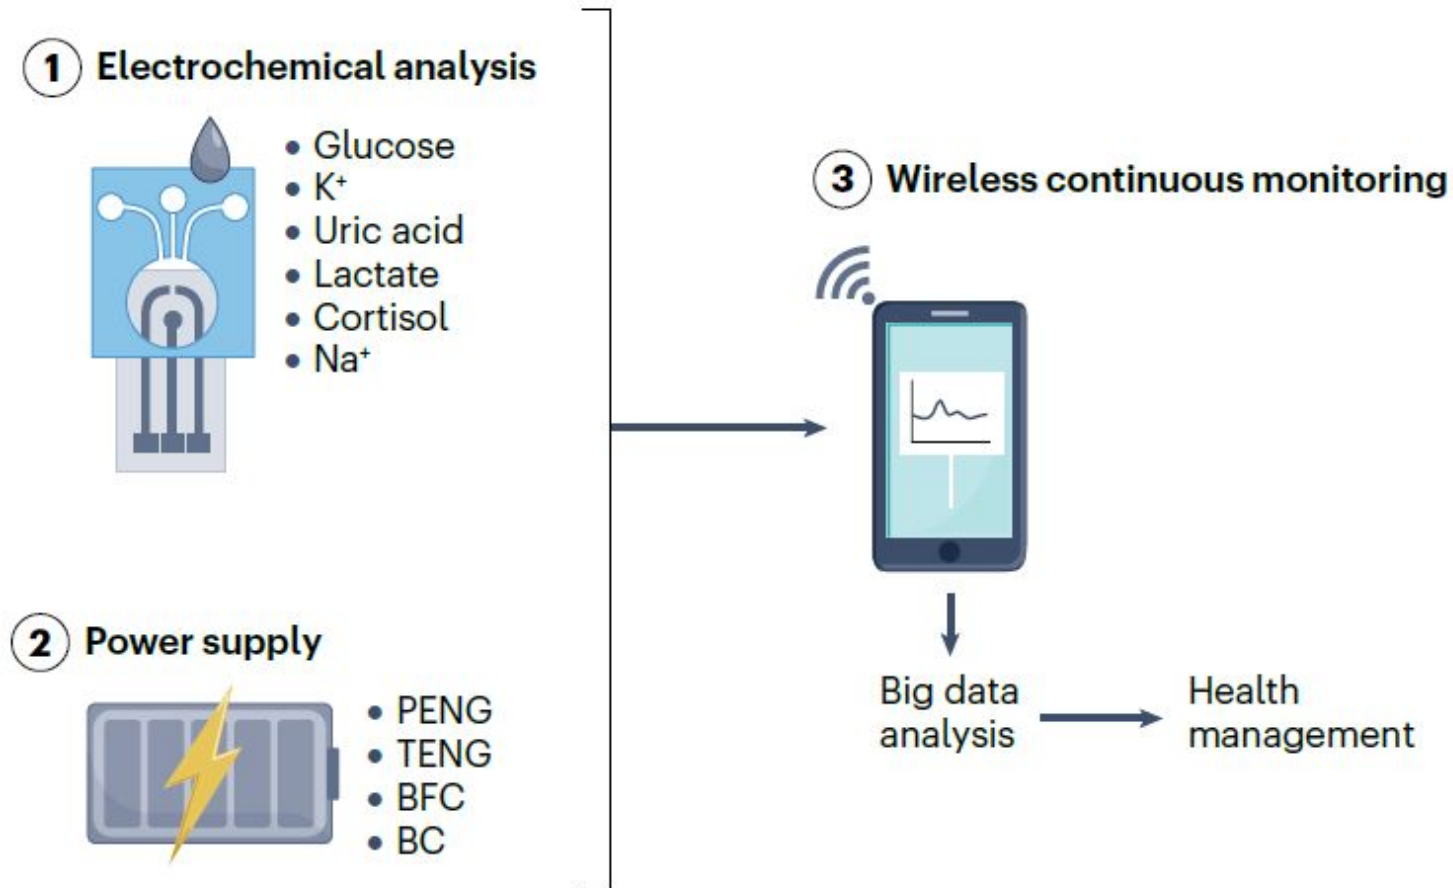 1 Electrochemical analysis
• Glucose
• K⁺
• Uric acid
• Lactate
• Cortisol
• Na⁺
2 Power supply
• PENG
• TENG
• BFC
• BC
3 Wireless continuous monitoring
Big data
analysis
Health
management